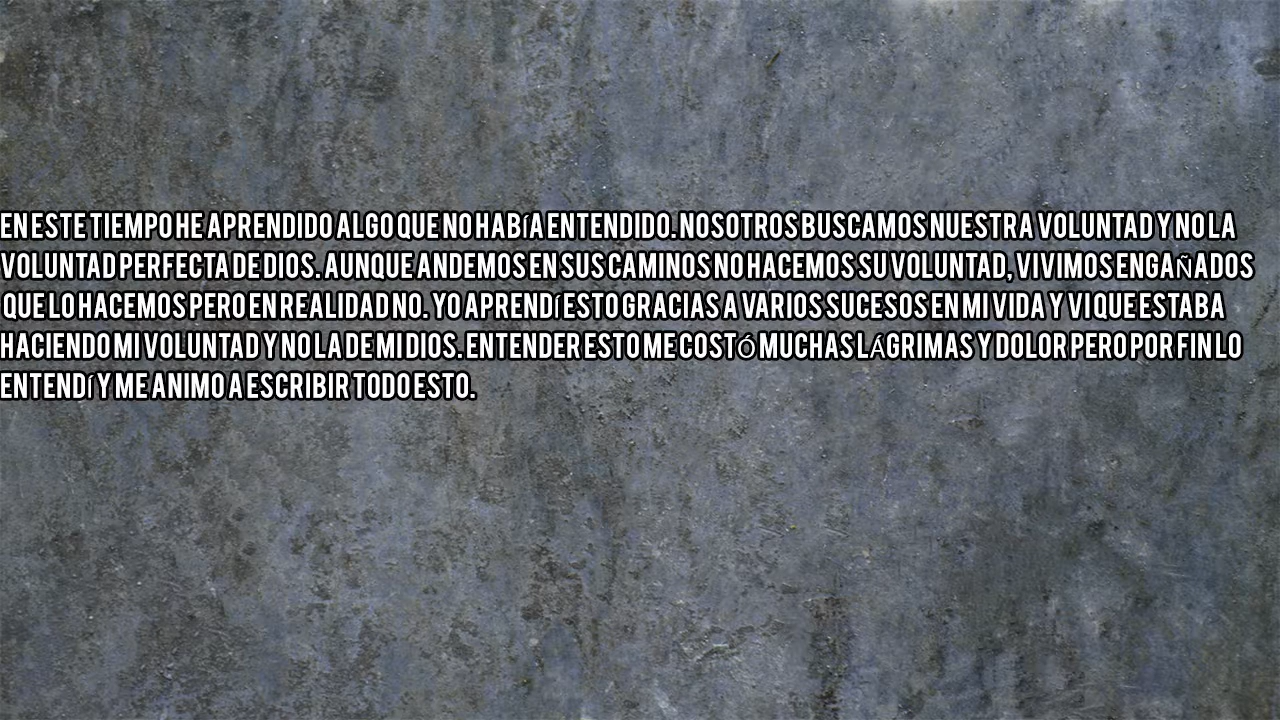 EN ESTE TIEMPO HE APRENDIDO ALGO QUE NO HABÍA ENTENDIDO. NOSOTROS BUSCAMOS NUESTRA VOLUNTAD Y NO LA
VOLUNTAD PERFECTA DE DIOS. AUNQUE ANDEMOS EN SUS CAMINOS NO HACEMOS SU VOLUNTAD, VIVIMOS ENGAÑADOS
QUE LO HACEMOS PERO EN REALIDAD NO. YO APRENDÍ ESTO GRACIAS A VARIOS SUCESOS EN MI VIDA Y VI QUE ESTABA
HACIENDO MI VOLUNTAD Y NO LA DE MI DIOS. ENTENDER ESTO ME COSTÓ MUCHAS LÁGRIMAS Y DOLOR PERO POR FIN LO
ENTENDÍ Y ME ANIMO A ESCRIBIR TODO ESTO.